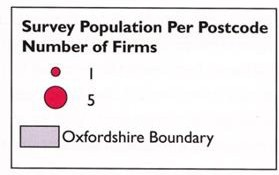 Survey Population Per Postcode
Number of Firms
1
5
Oxfordshire Boundary